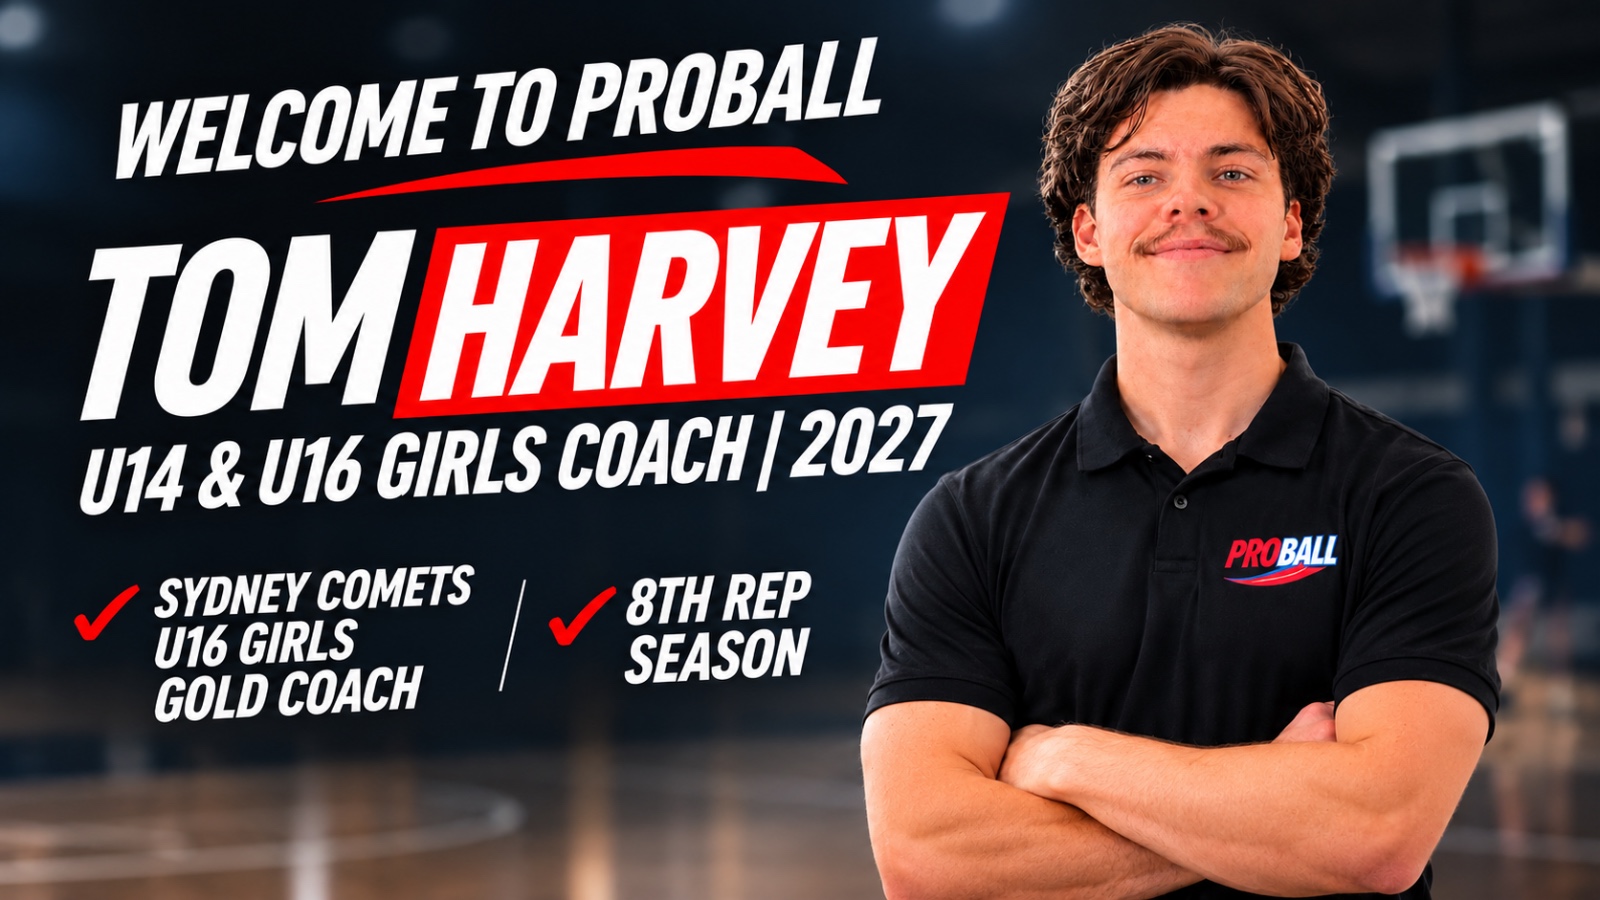 WELCOME TO PROBALL
TOM HARVEY
U14 & U16 GIRLS COACH | 2027
SYDNEY COMETS
U16 GIRLS
GOLD COACH
8TH REP
SEASON
PROBALL